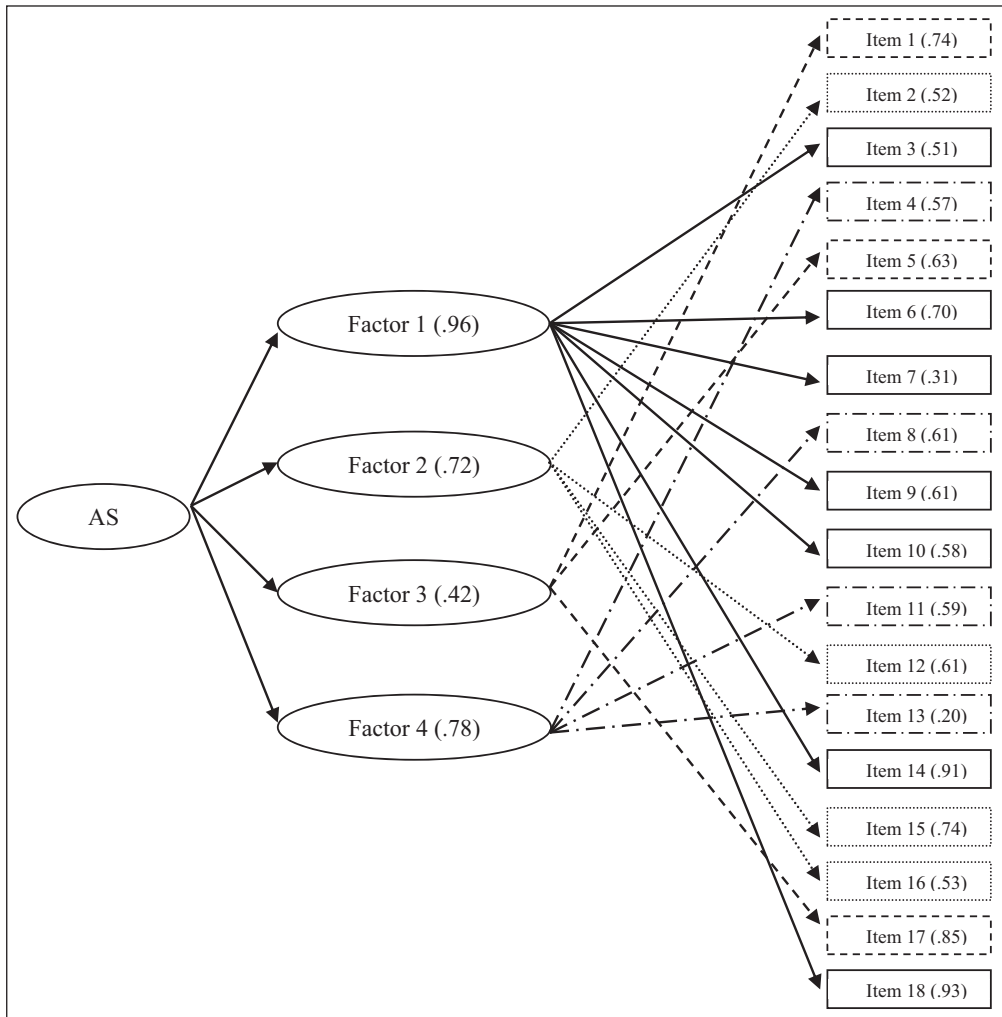 AS
Factor 1 (.96)
Factor 2 (.72)
Factor 3 (.42)
Factor 4 (.78)
Item 1 (.74)
Item 2 (.52)
Item 3 (.51)
Item 4 (.57)
Item 5 (.63)
Item 6 (.70)
Item 7 (.31)
Item 8 (.61)
Item 9 (.61)
Item 10 (.58)
Item 11 (.59)
Item 12 (.61)
Item 13 (.20)
Item 14 (.91)
Item 15 (.74)
Item 16 (.53)
Item 17 (.85)
Item 18 (.93)